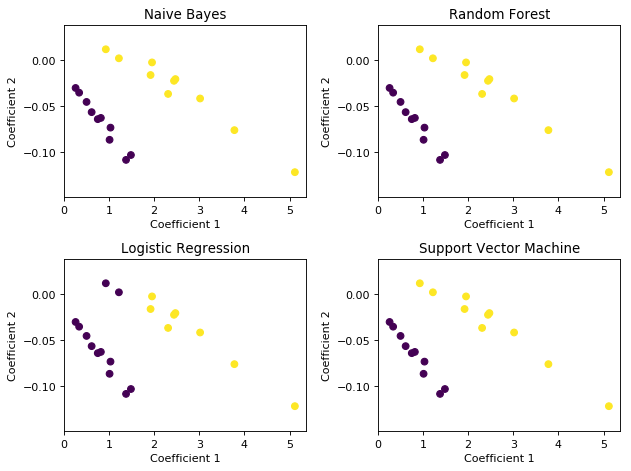 Naive Bayes
Random Forest
0.00
−0.05
−0.10
Coefficient 2
0 1 2 3 4 5
Coefficient 1
0.00
−0.05
−0.10
Coefficient 2
0 1 2 3 4 5
Coefficient 1
Logistic Regression
Support Vector Machine
0.00
−0.05
−0.10
Coefficient 2
0 1 2 3 4 5
Coefficient 1
0.00
−0.05
−0.10
Coefficient 2
0 1 2 3 4 5
Coefficient 1